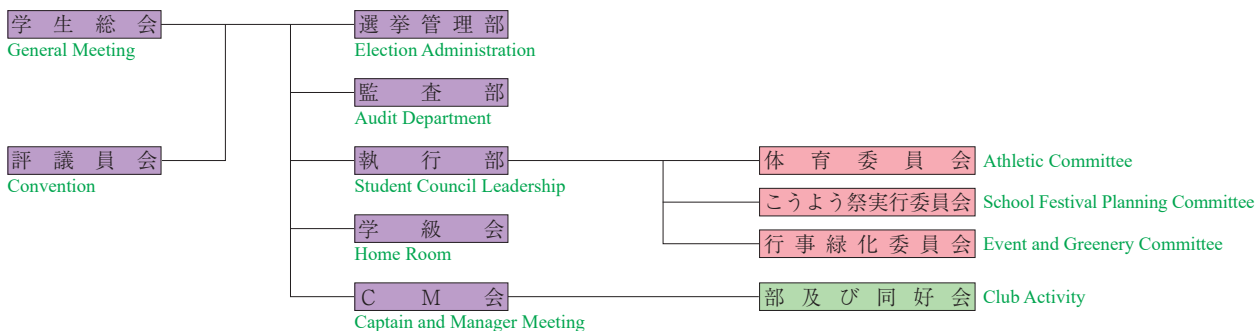 学生総会
General Meeting
評議員会
Convention
選挙管理部
Election Administration
監査部
Audit Department
執行部
Student Council Leadership
学級会
Home Room
CM会
Captain and Manager Meeting
体育委員会 Athletic Committee
こうよう祭実行委員会 School Festival Planning Committee
行事緑化委員会 Event and Greenery Committee
部及び同好会 Club Activity